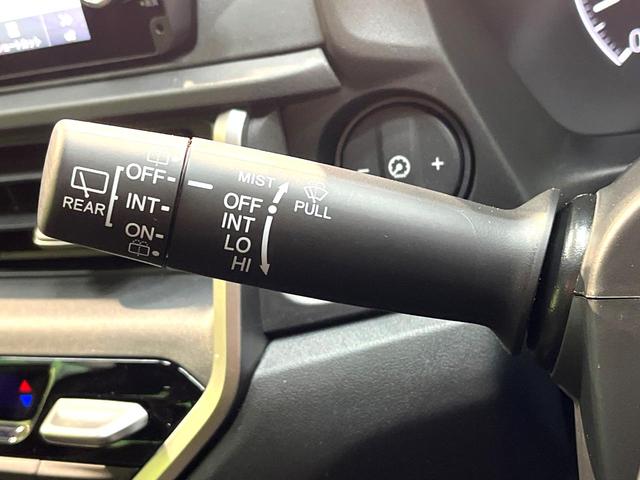 REAR
OFF
INT
ON
MIST
OFF
INT
LO
HI
PULL